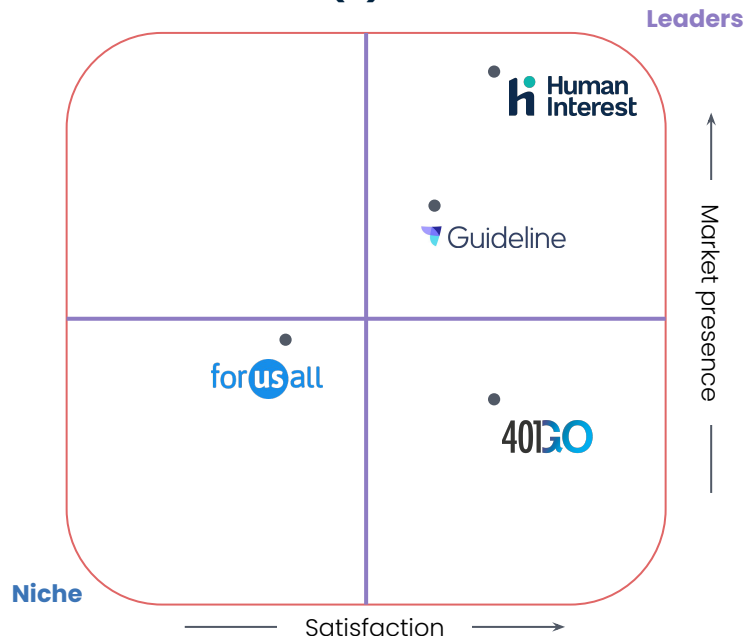 Leaders
Human
Interest
Guideline
Market presence
forusall
401GO
Niche
Satisfaction